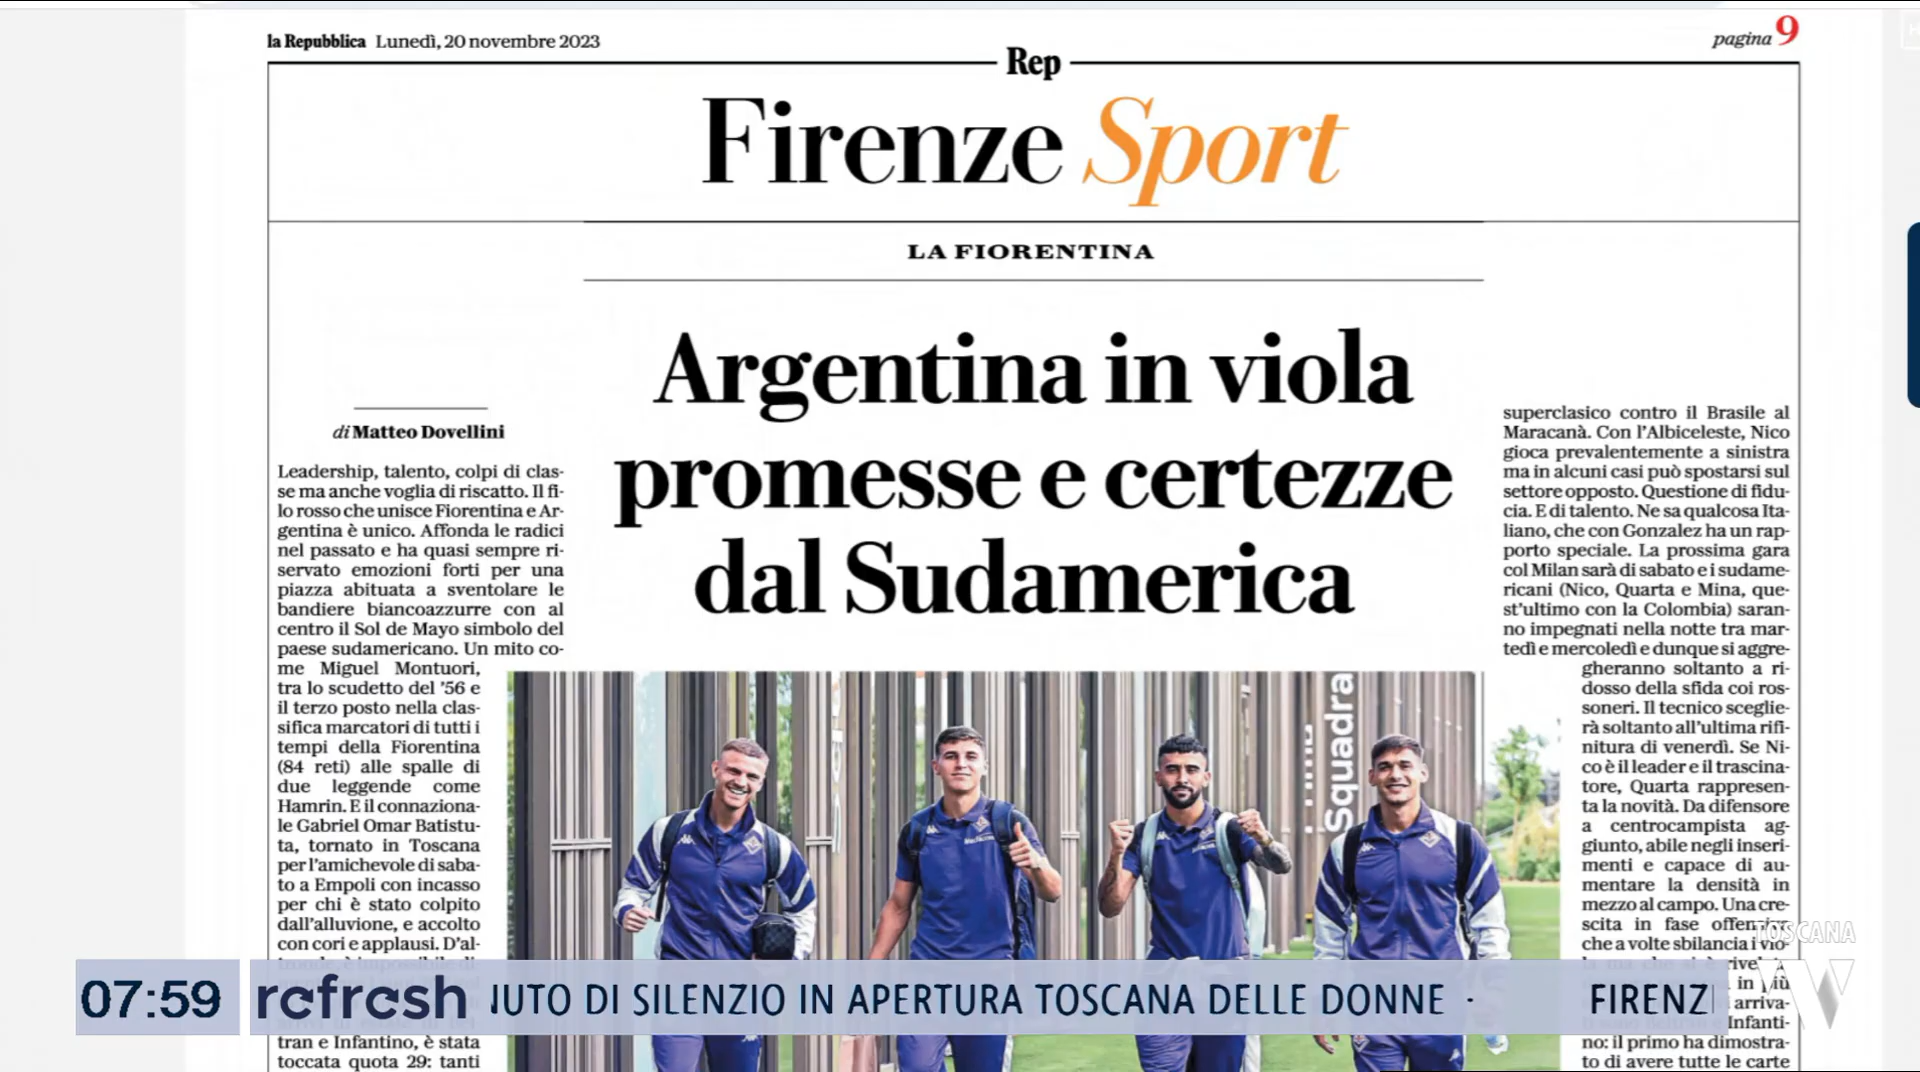 la Repubblica Lunedì, 20 novembre 2023
pagina 9
Rep
Firenze Sport
LA FIORENTINA
Argentina in viola
promesse e certezze
dal Sudamerica
di Matteo Dovellini
Leadership, talento, colpi di clas-
se ma anche voglia di riscatto. Il fi-
lo rosso che unisce Fiorentina e Ar-
gentina è unico. Affonda le radici
nel passato e ha quasi sempre ri-
servato emozioni forti per una
piazza abituata a sventolare le
bandiere biancoazzurre con al
centro il Sol de Mayo simbolo del
paese sudamericano. Un mito co-
me Miguel Montuori,
tra lo scudetto del '56 e
il terzo posto nella clas-
sifica marcatori di tutti i
tempi della Fiorentina
(84 reti) alle spalle di
due leggende come
Hamrin. E il connaziona-
le Gabriel Omar Batistu-
ta, tornato in Toscana
per l'amichevole di saba-
to a Empoli con incasso
per chi è stato colpito
dall'alluvione, e accolto
con cori e applausi. D'al-
tran e Infantino, è stata
toccata quota 29: tanti
superclasico contro il Brasile al
Maracanà. Con l'Albiceleste, Nico
gioca prevalentemente a sinistra
ma in alcuni casi può spostarsi sul
settore opposto. Questione di fidu-
cia. E di talento. Ne sa qualcosa Ita-
liano, che con Gonzalez ha un rap-
porto speciale. La prossima gara
col Milan sarà di sabato e i sudame-
ricani (Nico, Quarta e Mina, que-
st'ultimo con la Colombia) saran-
no impegnati nella notte tra mar-
tedì e mercoledì e dunque si aggre-
gheranno soltanto a ri-
dosso della sfida coi ros-
soneri. Il tecnico sceglie-
rà soltanto all'ultima rifi-
nitura di venerdì. Se Ni-
co è il leader e il trascina-
tore, Quarta rappresen-
ta la novità. Da difensore
a centrocampista ag-
giunto, abile negli inseri-
menti e capace di au-
mentare la densità in
mezzo al campo. Una cre-
scita in fase offensiva
che a volte sbilancia i vio-
in più
arriva-
Infanti-
no: il primo ha dimostra-
to di avere tutte le carte
Squadra
TOSCANA
07:59 refresh NUTO DI SILENZIO IN APERTURA TOSCANA DELLE DONNE · FIRENZ